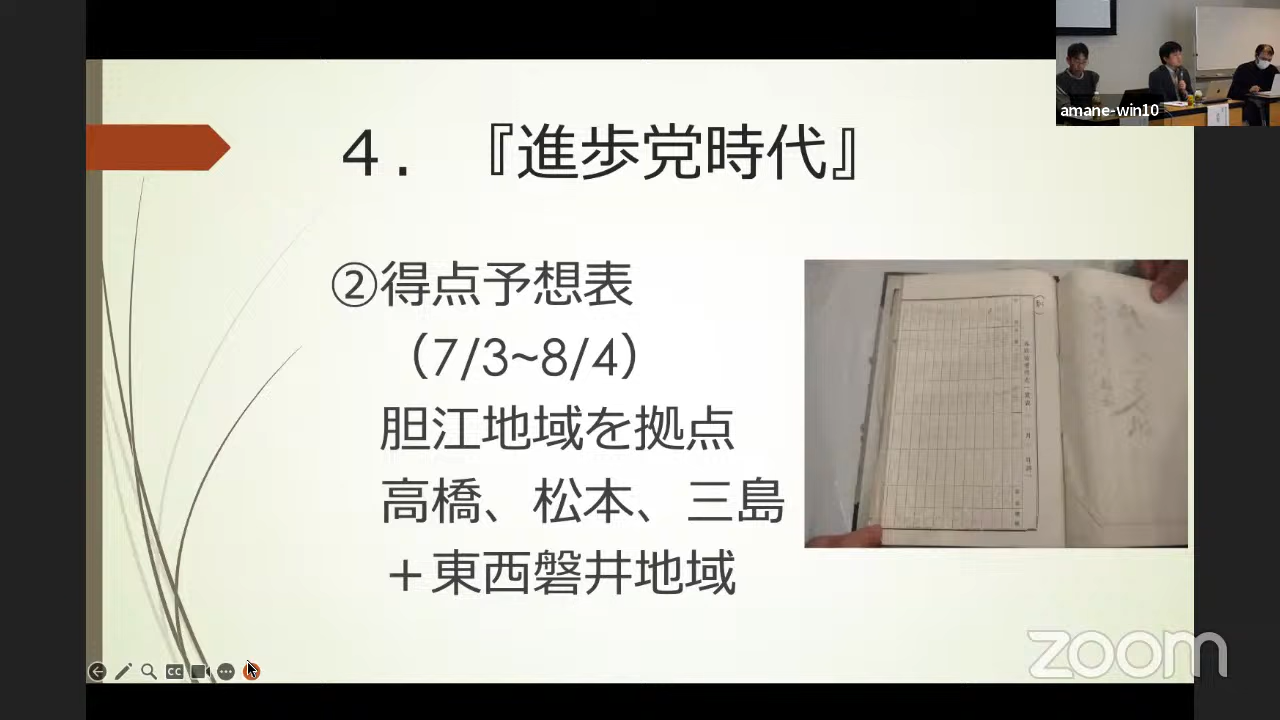 ４．『進歩党時代』
②得点予想表
（7/3~8/4）
胆江地域を拠点
高橋、松本、三島
＋東西磐井地域
amane-win10
CC
zoom